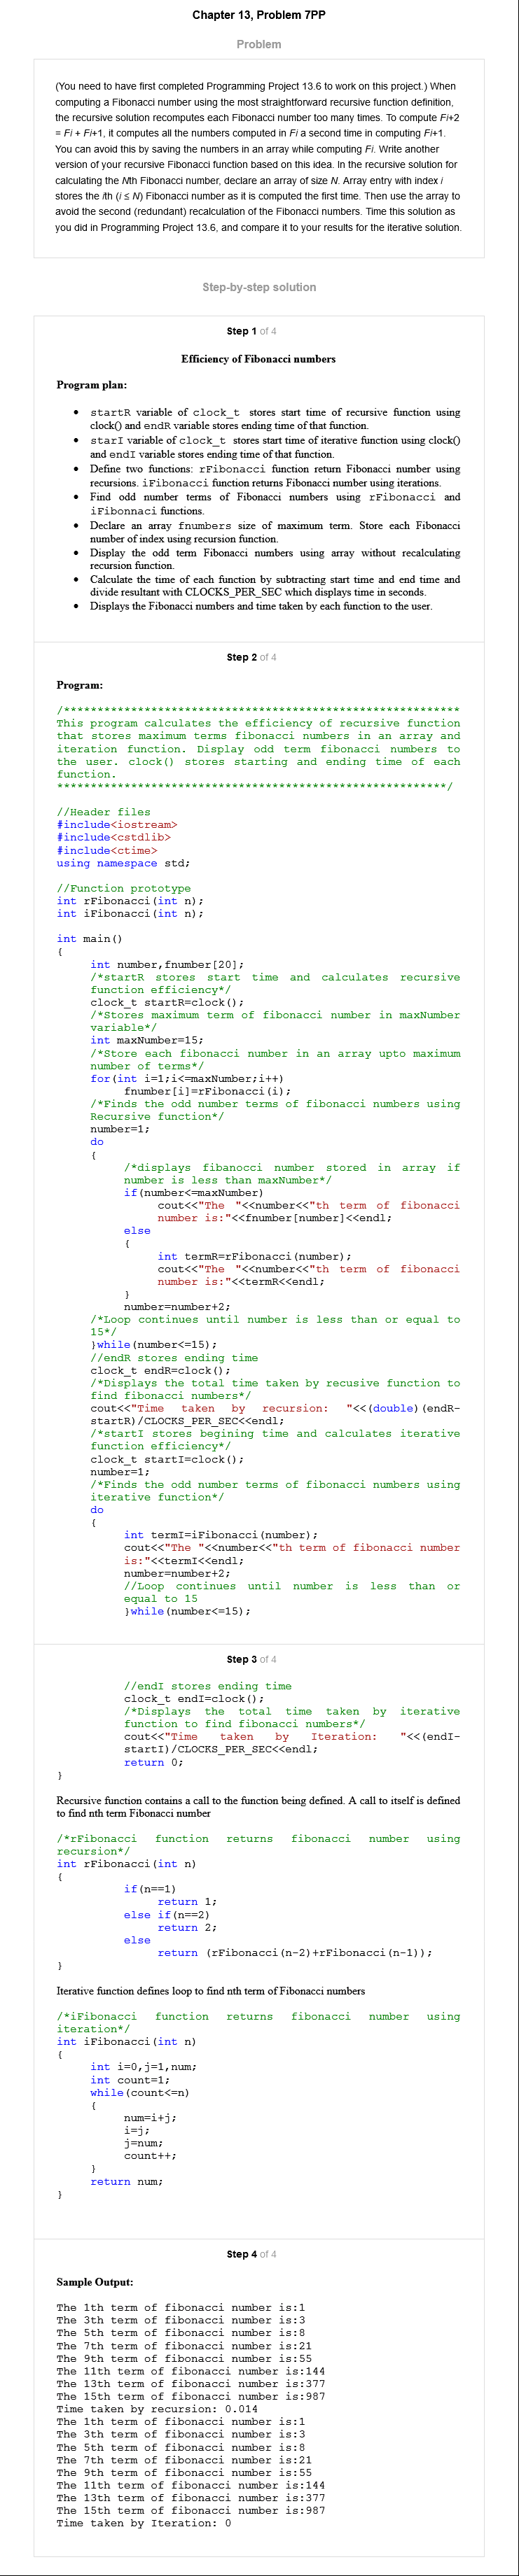 Chapter 13, Problem 7PP
Problem
(You need to have first completed Programming Project 13.6 to work on this project.) When
computing a Fibonacci number using the most straightforward recursive function definition,
the recursive solution recomputes each Fibonacci number too many times. To compute Fi+2
= Fi + Fi+1, it computes all the numbers computed in Fi a second time in computing Fi+1.
You can avoid this by saving the numbers in an array while computing Fi. Write another
version of your recursive Fibonacci function based on this idea. In the recursive solution for
calculating the Nth Fibonacci number, declare an array of size N. Array entry with index i
stores the ith (i ≤ N) Fibonacci number as it is computed the first time. Then use the array to
avoid the second (redundant) recalculation of the Fibonacci numbers. Time this solution as
you did in Programming Project 13.6, and compare it to your results for the iterative solution.
Step-by-step solution
Step 1 of 4
Efficiency of Fibonacci numbers
Program plan:
• startR variable of clock_t stores start time of recursive function using
clock() and endR variable stores ending time of that function.
• starI variable of clock_t stores start time of iterative function using clock()
and endI variable stores ending time of that function.
• Define two functions: rFibonacci function return Fibonacci number using
recursions. iFibonacci function returns Fibonacci number using iterations.
• Find odd number terms of Fibonacci numbers using rFibonacci and
iFibonnaci functions.
• Declare an array fnumbers size of maximum term. Store each Fibonacci
number of index using recursion function.
• Display the odd term Fibonacci numbers using array without recalculating
recursion function.
• Calculate the time of each function by subtracting start time and end time and
divide resultant with CLOCKS_PER_SEC which displays time in seconds.
• Displays the Fibonacci numbers and time taken by each function to the user.
Step 2 of 4
Program:
/***********************************************************
This program calculates the efficiency of recursive function
that stores maximum terms fibonacci numbers in an array and
iteration function. Display odd term fibonacci numbers to
the user. clock() stores starting and ending time of each
function.
**********************************************************/
//Header files
#include<iostream>
#include<cstdlib>
#include<ctime>
using namespace std;
//Function prototype
int rFibonacci(int n);
int iFibonacci(int n);
int main()
{
int number,fnumber[20];
/*startR stores start time and calculates recursive
function efficiency*/
clock_t startR=clock();
/*Stores maximum term of fibonacci number in maxNumber
variable*/
int maxNumber=15;
/*Store each fibonacci number in an array upto maximum
number of terms*/
for(int i=1;i<=maxNumber;i++)
fnumber[i]=rFibonacci(i);
/*Finds the odd number terms of fibonacci numbers using
Recursive function*/
number=1;
do
{
/*displays fibanocci number stored in array if
number is less than maxNumber*/
if(number<=maxNumber)
cout<<"The "<<number<<"th term of fibonacci
number is:"<<fnumber[number]<<endl;
else
{
int termR=rFibonacci(number);
cout<<"The "<<number<<"th term of fibonacci
number is:"<<termR<<endl;
}
number=number+2;
/*Loop continues until number is less than or equal to
15*/
}while(number<=15);
//endR stores ending time
clock_t endR=clock();
/*Displays the total time taken by recusive function to
find fibonacci numbers*/
cout<<"Time taken by recursion: "<<(double)(endR-
startR)/CLOCKS_PER_SEC<<endl;
/*startI stores begining time and calculates iterative
function efficiency*/
clock_t startI=clock();
number=1;
/*Finds the odd number terms of fibonacci numbers using
iterative function*/
do
{
int termI=iFibonacci(number);
cout<<"The "<<number<<"th term of fibonacci number
is:"<<termI<<endl;
number=number+2;
//Loop continues until number is less than or
equal to 15
}while(number<=15);
Step 3 of 4
//endI stores ending time
clock_t endI=clock();
/*Displays the total time taken by iterative
function to find fibonacci numbers*/
cout<<"Time taken by Iteration: "<<(endI-
startI)/CLOCKS_PER_SEC<<endl;
return 0;
}
Recursive function contains a call to the function being defined. A call to itself is defined
to find nth term Fibonacci number
/*rFibonacci function returns fibonacci number using
recursion*/
int rFibonacci(int n)
{
if(n==1)
return 1;
else if(n==2)
return 2;
else
return (rFibonacci(n-2)+rFibonacci(n-1));
}
Iterative function defines loop to find nth term of Fibonacci numbers
/*iFibonacci function returns fibonacci number using
iteration*/
int iFibonacci(int n)
{
int i=0,j=1,num;
int count=1;
while(count<=n)
{
num=i+j;
i=j;
j=num;
count++;
}
return num;
}
Step 4 of 4
Sample Output:
The 1th term of fibonacci number is:1
The 3th term of fibonacci number is:3
The 5th term of fibonacci number is:8
The 7th term of fibonacci number is:21
The 9th term of fibonacci number is:55
The 11th term of fibonacci number is:144
The 13th term of fibonacci number is:377
The 15th term of fibonacci number is:987
Time taken by recursion: 0.014
The 1th term of fibonacci number is:1
The 3th term of fibonacci number is:3
The 5th term of fibonacci number is:8
The 7th term of fibonacci number is:21
The 9th term of fibonacci number is:55
The 11th term of fibonacci number is:144
The 13th term of fibonacci number is:377
The 15th term of fibonacci number is:987
Time taken by Iteration: 0